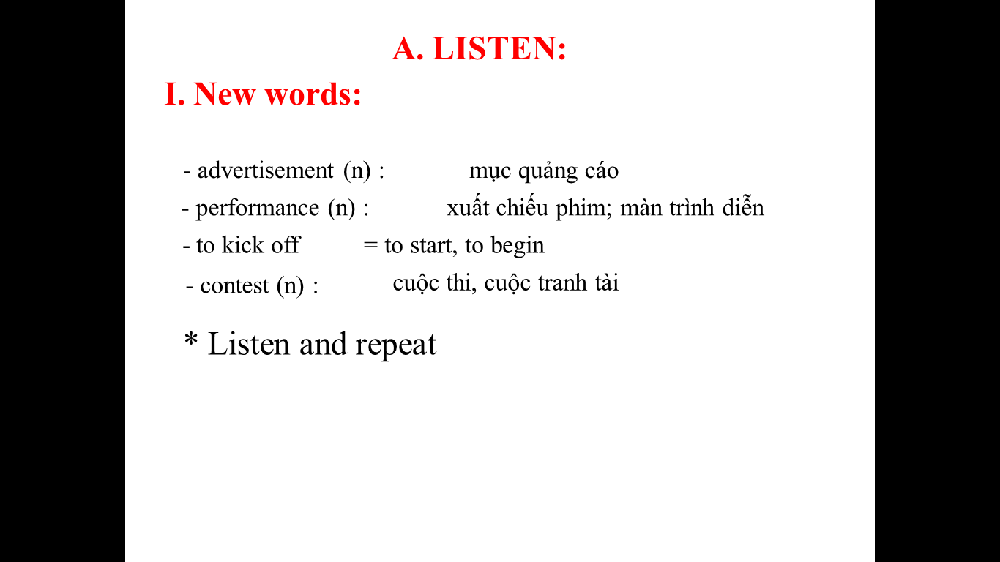 A. LISTEN:
I. New words:
- advertisement (n) : mục quảng cáo
- performance (n) : xuất chiếu phim; màn trình diễn
- to kick off = to start, to begin
- contest (n) : cuộc thi, cuộc tranh tài
* Listen and repeat